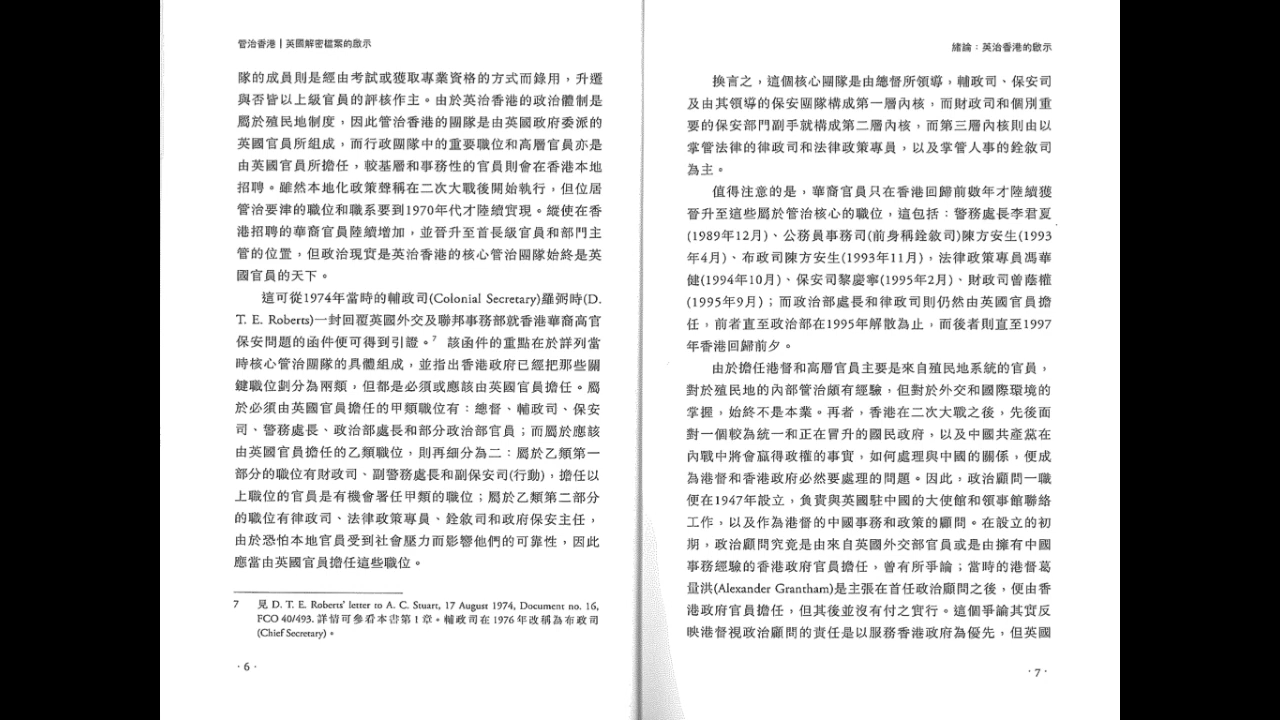 管治香港 | 英國解密檔案的啟示
隊的成員則是經由考試或獲取專業資格的方式而錄用，升遷
與否皆以上級官員的評核作主。由於英治香港的政治體制是
屬於殖民地制度，因此管治香港的團隊是由英國政府委派的
英國官員所組成，而行政團隊中的重要職位和高層官員亦是
由英國官員所擔任，較基層和事務性的官員則會在香港本地
招聘。雖然本地化政策聲稱在二次大戰後開始執行，但位居
管治要津的職位和職系要到1970年代才陸續實現。縱使在香
港招聘的華裔官員陸續增加，並晉升至首長級官員和部門主
管的位置，但政治現實是英治香港的核心管治團隊始終是英
國官員的天下。
這可從1974年當時的輔政司(Colonial Secretary)羅弼時(D.
T. E. Roberts)一封回覆英國外交及聯邦事務部就香港華裔高官
保安問題的函件便可得到引證。7 該函件的重點在於詳列當
時核心管治團隊的具體組成，並指出香港政府已經把那些關
鍵職位劃分為兩類，但都是必須或應該由英國官員擔任。屬
於必須由英國官員擔任的甲類職位有：總督、輔政司、保安
司、警務處長、政治部處長和部分政治部官員；而屬於應該
由英國官員擔任的乙類職位，則再細分為二：屬於乙類第一
部分的職位有財政司、副警務處長和副保安司(行動)，擔任以
上職位的官員是有機會署任甲類的職位；屬於乙類第二部分
的職位有律政司、法律政策專員、銓敘司和政府保安主任，
由於恐怕本地官員受到社會壓力而影響他們的可靠性，因此
應當由英國官員擔任這些職位。
7 見 D. T. E. Roberts' letter to A. C. Stuart, 17 August 1974, Document no. 16,
FCO 40/493. 詳情可參看本書第 1 章。輔政司在 1976 年改稱為布政司
(Chief Secretary)。
· 6 ·
緒論：英治香港的啟示
換言之，這個核心團隊是由總督所領導，輔政司、保安司
及由其領導的保安團隊構成第一層內核，而財政司和個別重
要的保安部門副手就構成第二層內核，而第三層內核則由以
掌管法律的律政司和法律政策專員，以及掌管人事的銓敘司
為主。
值得注意的是，華裔官員只在香港回歸前數年才陸續獲
晉升至這些屬於管治核心的職位，這包括：警務處長李君夏
(1989年12月)、公務員事務司(前身稱銓敘司)陳方安生(1993
年4月)、布政司陳方安生(1993年11月)，法律政策專員馮華
健(1994年10月)、保安司黎慶寧(1995年2月)、財政司曾蔭權
(1995年9月)；而政治部處長和律政司則仍然由英國官員擔
任，前者直至政治部在1995年解散為止，而後者則直至1997
年香港回歸前夕。
由於擔任港督和高層官員主要是來自殖民地系統的官員，
對於殖民地的內部管治頗有經驗，但對於外交和國際環境的
掌握，始終不是本業。再者，香港在二次大戰之後，先後面
對一個較為統一和正在冒升的國民政府，以及中國共產黨在
內戰中將會贏得政權的事實，如何處理與中國的關係，便成
為港督和香港政府必然要處理的問題。因此，政治顧問一職
便在1947年設立，負責與英國駐中國的大使館和領事館聯絡
工作，以及作為港督的中國事務和政策的顧問。在設立的初
期，政治顧問究竟是由來自英國外交部官員或是由擁有中國
事務經驗的香港政府官員擔任，曾有所爭論；當時的港督葛
量洪(Alexander Grantham)是主張在首任政治顧問之後，便由香
港政府官員擔任，但其後並沒有付之實行。這個爭論其實反
映港督視政治顧問的責任是以服務香港政府為優先，但英國
· 7 ·